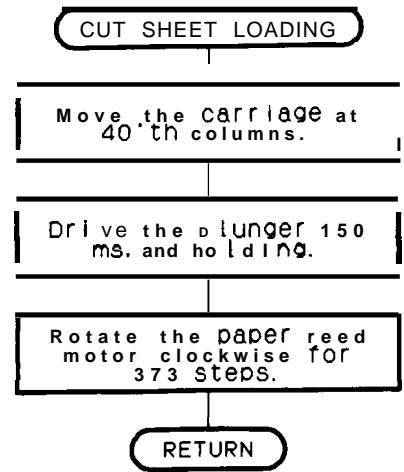 CUT SHEET LOADING
Move the carriage at
40'th columns.
Drive the plunger 150
ms. and holding.
Rotate the paper reed
motor clockwise for
373 steps.
RETURN